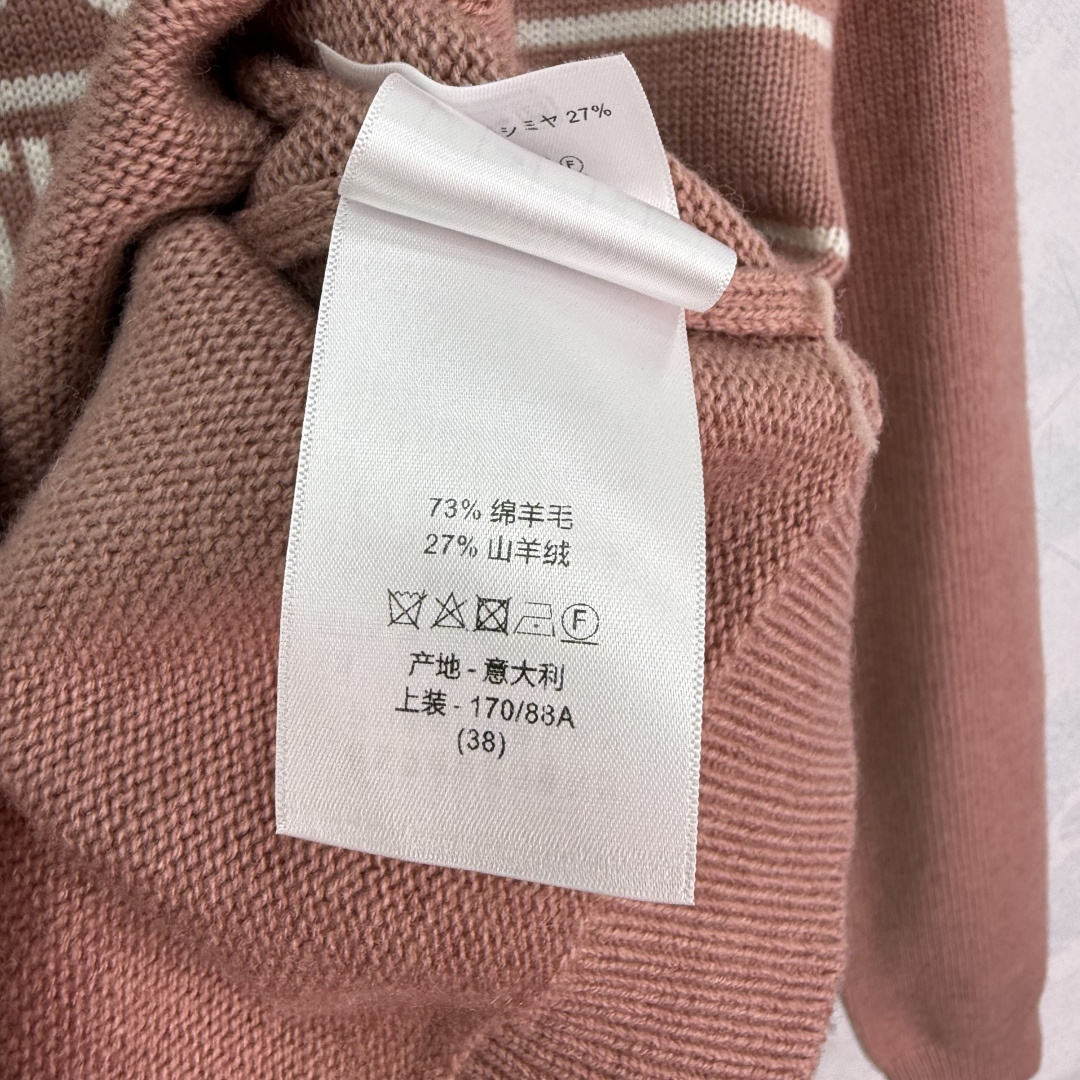 シミヤ 27%
F
73% 绵羊毛
27% 山羊绒
F
产地 - 意大利
上装 - 170/88A
(38)